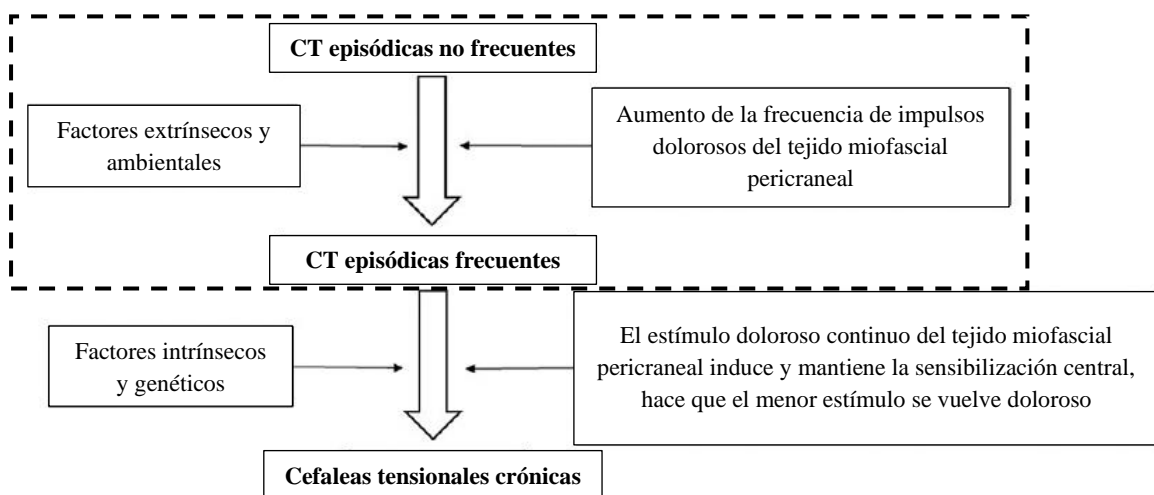 CT episódicas no frecuentes
Factores extrínsecos y
ambientales
Aumento de la frecuencia de impulsos
dolorosos del tejido miofascial
pericraneal
CT episódicas frecuentes
Factores intrínsecos
y genéticos
El estímulo doloroso continuo del tejido miofascial
pericraneal induce y mantiene la sensibilización central,
hace que el menor estímulo se vuelve doloroso
Cefaleas tensionales crónicas